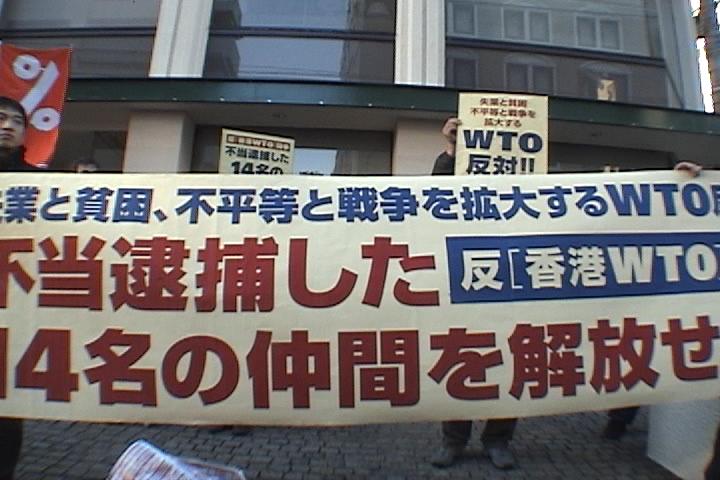 %
不当逮捕した
14名の
失業と貧困
不平等と戦争を
拡大する
WTO
反対!!
業と貧困、不平等と戦争を拡大するWTO
不当逮捕した 反[香港WTO
14名の仲間を解放せ